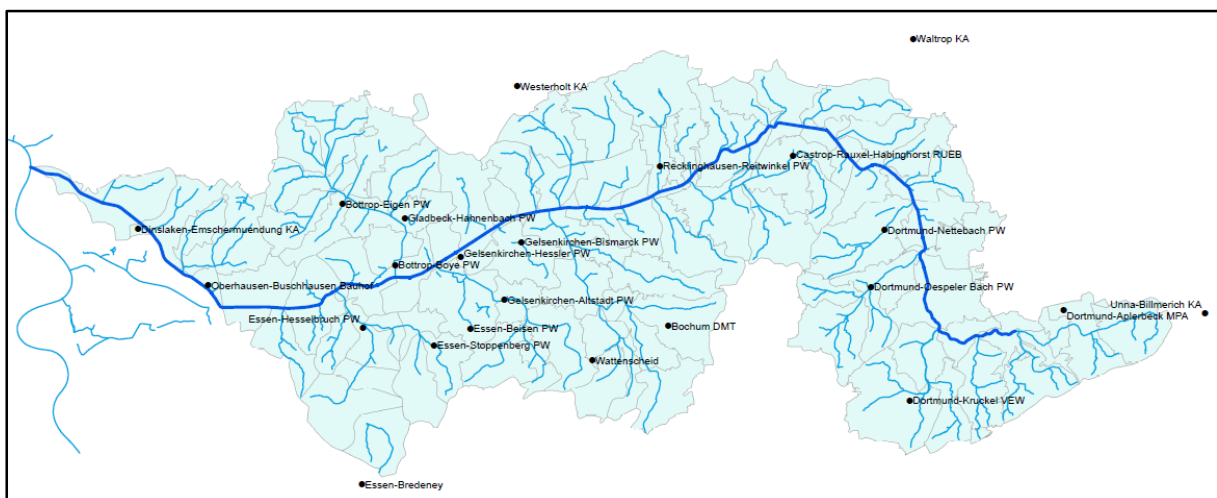 Waltrop KA
Westerholt KA
Castrop-Rauxel-Habinghorst RUEB
Recklinghausen-Reitwinkel PW
Bottrop-Eigen PW
Gladbeck-Hahnenbach PW
Dinslaken-Emschermuendung KA
Dortmund-Nettebach PW
Gelsenkirchen-Bismarck PW
Gelsenkirchen-Hessler PW
Bottrop-Boye PW
Oberhausen-Buschhausen Bauhof
Dortmund-Oespeler Bach PW
Gelsenkirchen-Altstadt PW
Unna-Billmerich KA
Dortmund-Aplerbeck MPA
Essen-Hesselbruch PW
Bochum DMT
Essen-Beisen PW
Essen-Stoppenberg PW
Wattenscheid
Dortmund-Kruckel VEW
Essen-Bredeney